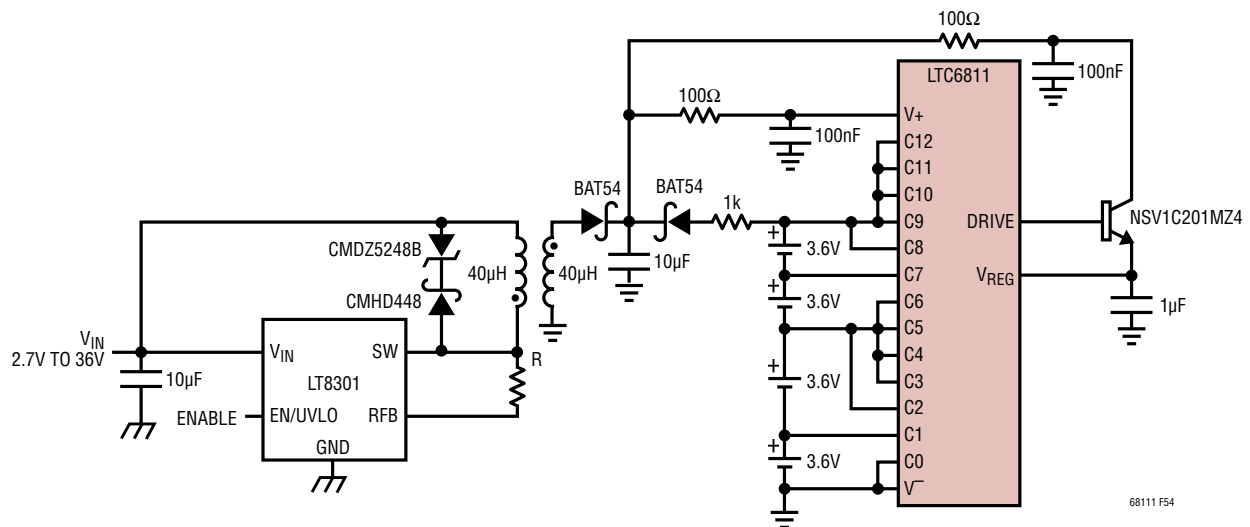 100Ω
100nF
LTC6811
100Ω
100nF
V+
C12
C11
C10
C9
C8
C7
C6
C5
C4
C3
C2
C1
C0
V–
DRIVE
VREG
NSV1C201MZ4
1µF
BAT54
BAT54
1k
10µF
+
3.6V
+
3.6V
+
3.6V
+
3.6V
CMDZ5248B
CMHD448
40µH
40µH
VIN
2.7V TO 36V
10µF
ENABLE
VIN
SW
LT8301
EN/UVLO
RFB
GND
R
68111 F54